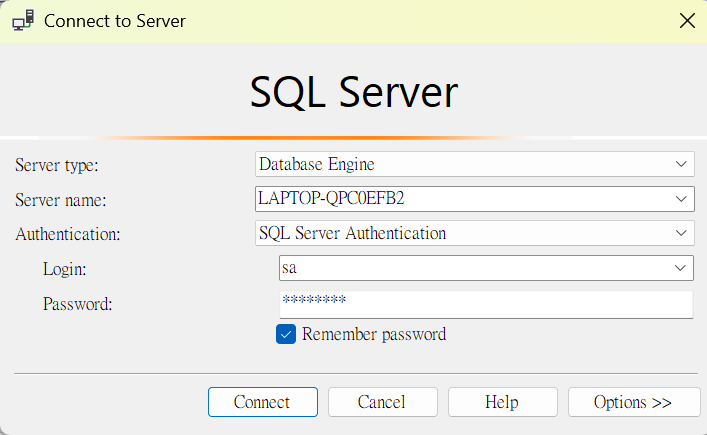 Connect to Server
SQL Server
Server type: Database Engine
Server name: LAPTOP-QPC0EFB2
Authentication: SQL Server Authentication
Login: sa
Password: ********
Remember password
Connect Cancel Help Options >>